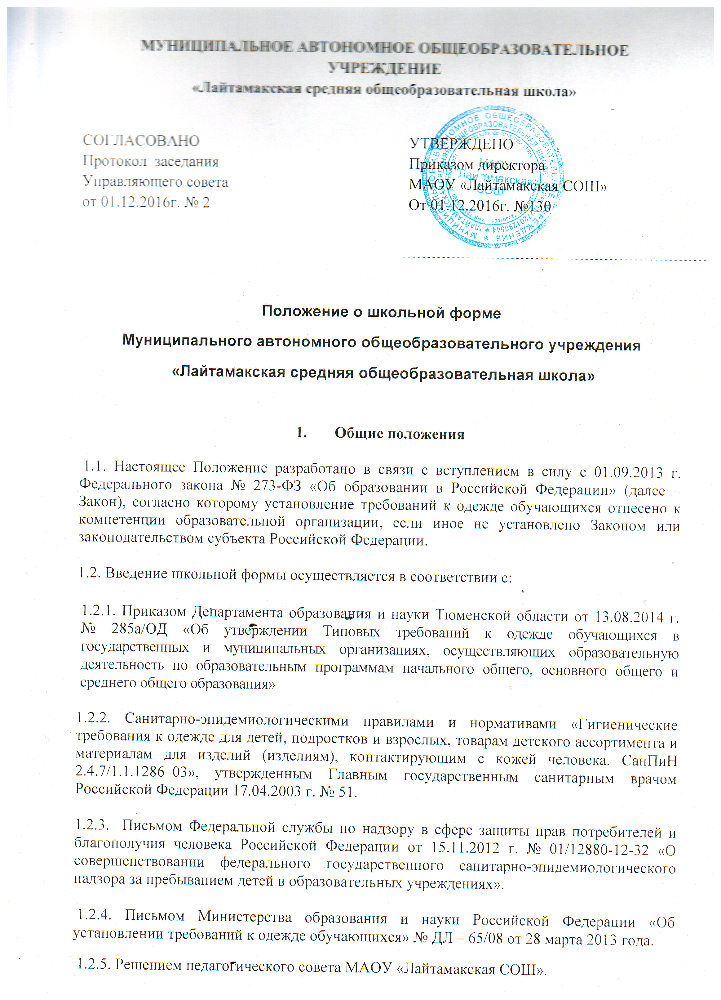 МУНИЦИПАЛЬНОЕ АВТОНОМНОЕ ОБЩЕОБРАЗОВАТЕЛЬНОЕ
УЧРЕЖДЕНИЕ
«Лайтамакская средняя общеобразовательная школа»
СОГЛАСОВАНО
Протокол заседания
Управляющего совета
от 01.12.2016г. № 2
УТВЕРЖДЕНО
Приказом директора
МАОУ «Лайтамакская СОШ»
От 01.12.2016г. №130
МУНИЦИПАЛЬНОЕ АВТОНОМНОЕ ОБЩЕОБРАЗОВАТЕЛЬНОЕ УЧРЕЖДЕНИЕ
МАОУ
"Лайтамакская
СОШ"
Положение о школьной форме
Муниципального автономного общеобразовательного учреждения
«Лайтамакская средняя общеобразовательная школа»
1. Общие положения
1.1. Настоящее Положение разработано в связи с вступлением в силу с 01.09.2013 г.
Федерального закона № 273-ФЗ «Об образовании в Российской Федерации» (далее –
Закон), согласно которому установление требований к одежде обучающихся отнесено к
компетенции образовательной организации, если иное не установлено Законом или
законодательством субъекта Российской Федерации.
1.2. Введение школьной формы осуществляется в соответствии с:
1.2.1. Приказом Департамента образования и науки Тюменской области от 13.08.2014 г.
№ 285а/ОД «Об утверждении Типовых требований к одежде обучающихся в
государственных и муниципальных организациях, осуществляющих образовательную
деятельность по образовательным программам начального общего, основного общего и
среднего общего образования»
1.2.2. Санитарно-эпидемиологическими правилами и нормативами «Гигиенические
требования к одежде для детей, подростков и взрослых, товарам детского ассортимента и
материалам для изделий (изделиям), контактирующим с кожей человека. СанПиН
2.4.7/1.1.1286–03», утвержденным Главным государственным санитарным врачом
Российской Федерации 17.04.2003 г. № 51.
1.2.3. Письмом Федеральной службы по надзору в сфере защиты прав потребителей и
благополучия человека Российской Федерации от 15.11.2012 г. № 01/12880-12-32 «О
совершенствовании федерального государственного санитарно-эпидемиологического
надзора за пребыванием детей в образовательных учреждениях».
1.2.4. Письмом Министерства образования и науки Российской Федерации «Об
установлении требований к одежде обучающихся» № ДЛ – 65/08 от 28 марта 2013 года.
1.2.5. Решением педагогического совета МАОУ «Лайтамакская СОШ».